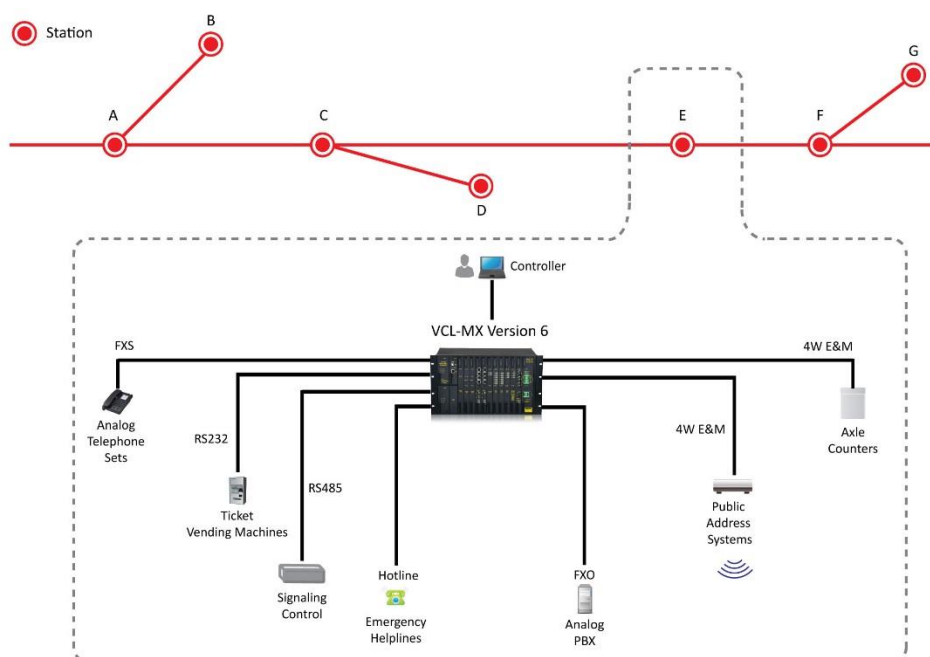 Station
B
G
A
C
E
F
D
Controller
VCL-MX Version 6
FXS
4W E&M
Analog
Telephone
Sets
RS232
4W E&M
Axle
Counters
RS485
Ticket
Vending Machines
Public
Address
Systems
Signaling
Control
Hotline
Emergency
Helplines
FXO
Analog
PBX